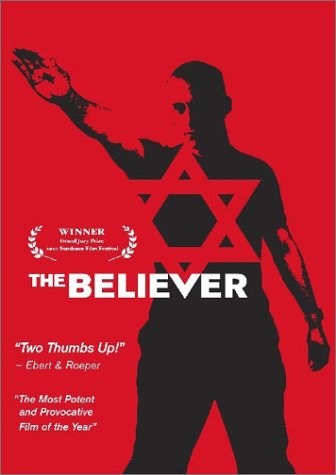 WINNER
Grand Jury Prize
2001 Sundance Film Festival
THE BELIEVER
"Two Thumbs Up!"
– Ebert & Roeper
"The Most Potent
and Provocative
Film of the Year"